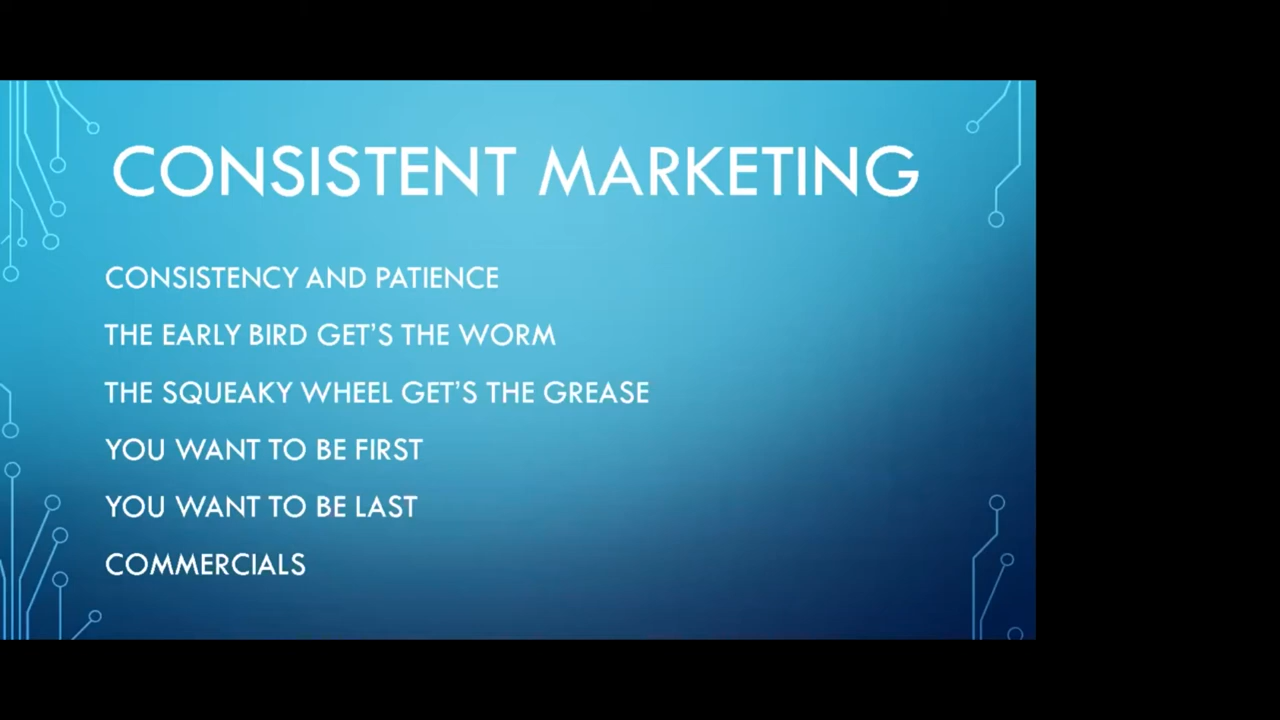 CONSISTENT MARKETING
CONSISTENCY AND PATIENCE
THE EARLY BIRD GET’S THE WORM
THE SQUEAKY WHEEL GET’S THE GREASE
YOU WANT TO BE FIRST
YOU WANT TO BE LAST
COMMERCIALS